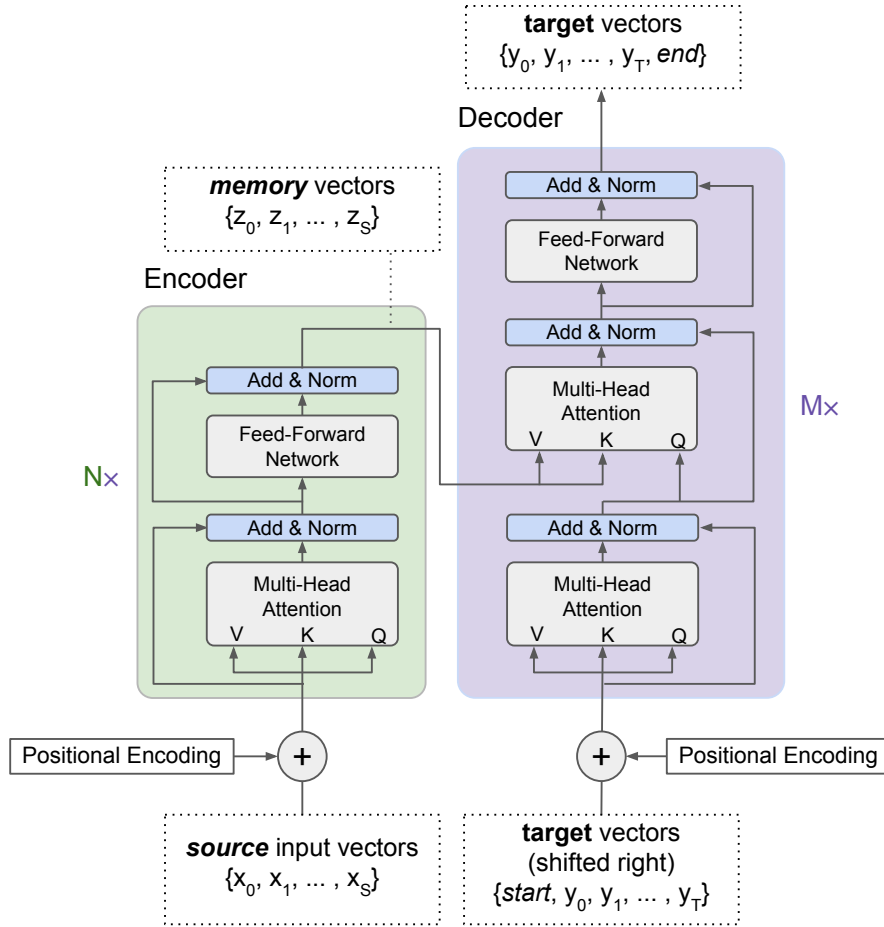 target vectors
{y0, y1, ... , yT, end}
Decoder
Add & Norm
Feed-Forward
Network
Add & Norm
Multi-Head
Attention
V K Q
Add & Norm
Multi-Head
Attention
V K Q
M×
memory vectors
{z0, z1, ... , zS}
Encoder
Add & Norm
Feed-Forward
Network
N×
Add & Norm
Multi-Head
Attention
V K Q
Positional Encoding
+
+
Positional Encoding
source input vectors
{x0, x1, ... , xS}
target vectors
(shifted right)
{start, y0, y1, ... , yT}